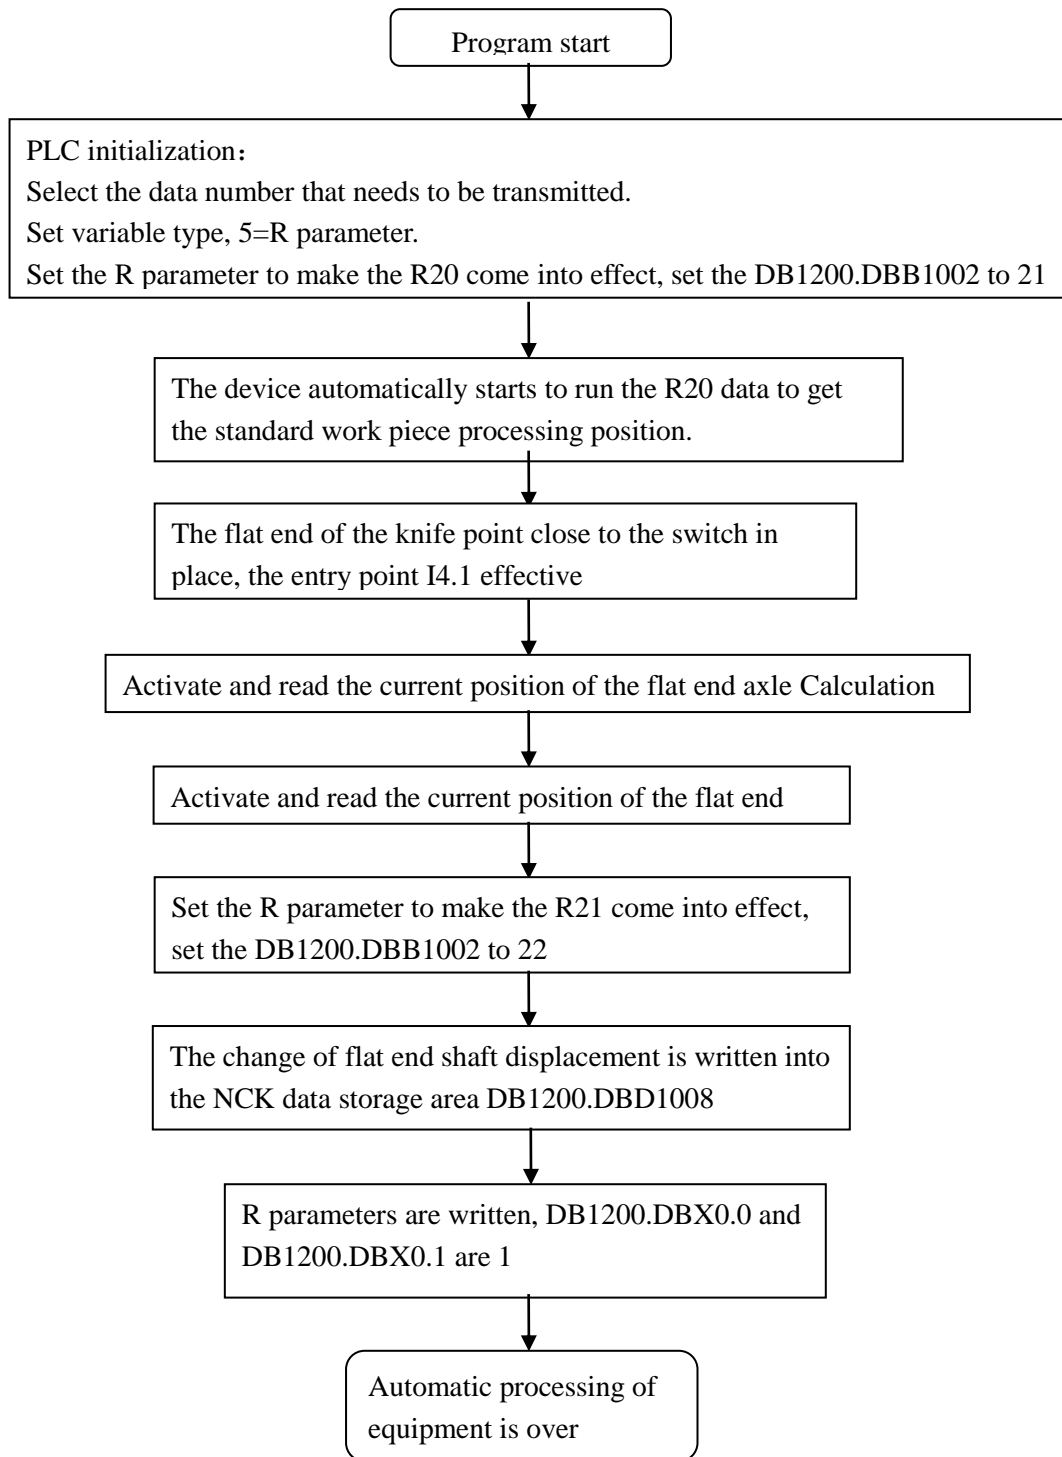 Program start
PLC initialization：
Select the data number that needs to be transmitted.
Set variable type, 5=R parameter.
Set the R parameter to make the R20 come into effect, set the DB1200.DBB1002 to 21
The device automatically starts to run the R20 data to get
the standard work piece processing position.
The flat end of the knife point close to the switch in
place, the entry point I4.1 effective
Activate and read the current position of the flat end axle Calculation
Activate and read the current position of the flat end
Set the R parameter to make the R21 come into effect,
set the DB1200.DBB1002 to 22
The change of flat end shaft displacement is written into
the NCK data storage area DB1200.DBD1008
R parameters are written, DB1200.DBX0.0 and
DB1200.DBX0.1 are 1
Automatic processing of
equipment is over